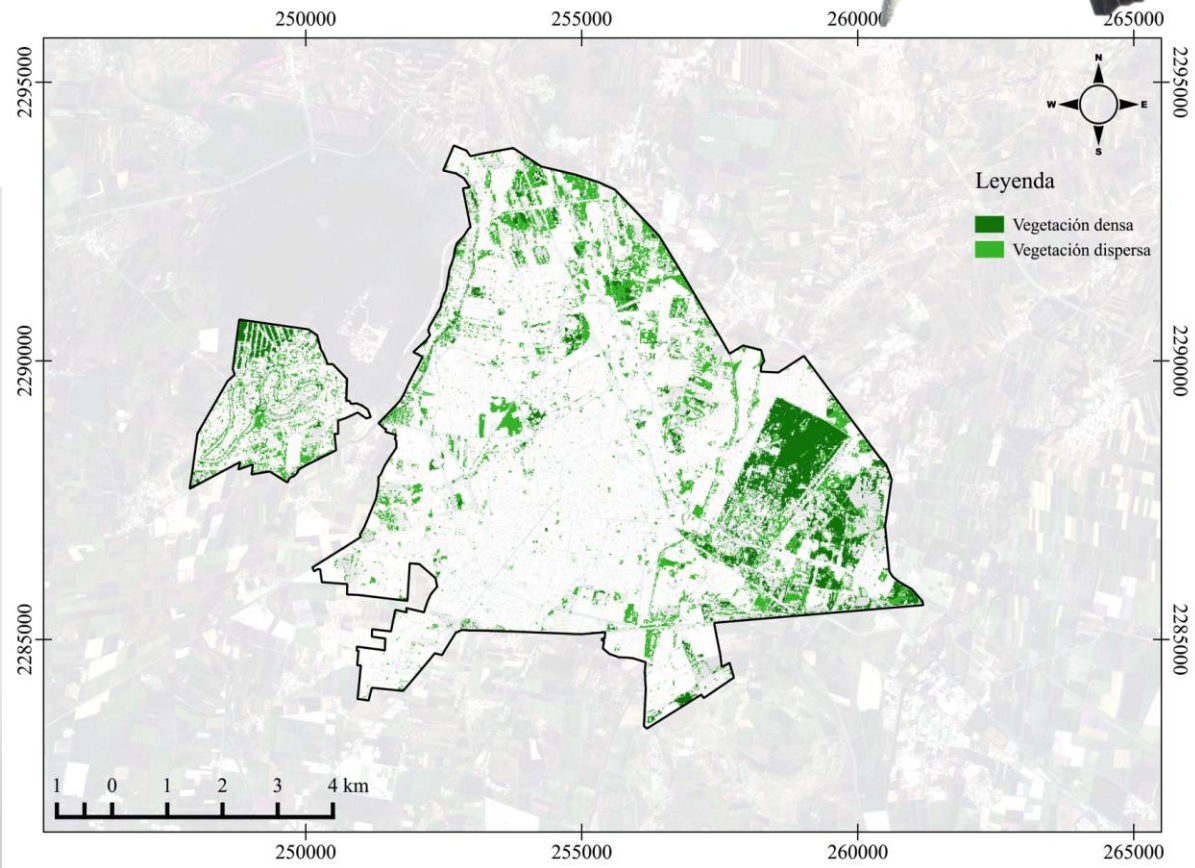 250000 255000 260000 265000
2295000 2295000
N
W E
S
Leyenda
Vegetación densa
Vegetación dispersa
2290000 2290000
2285000 2285000
1 0 1 2 3 4 km
250000 255000 260000 265000